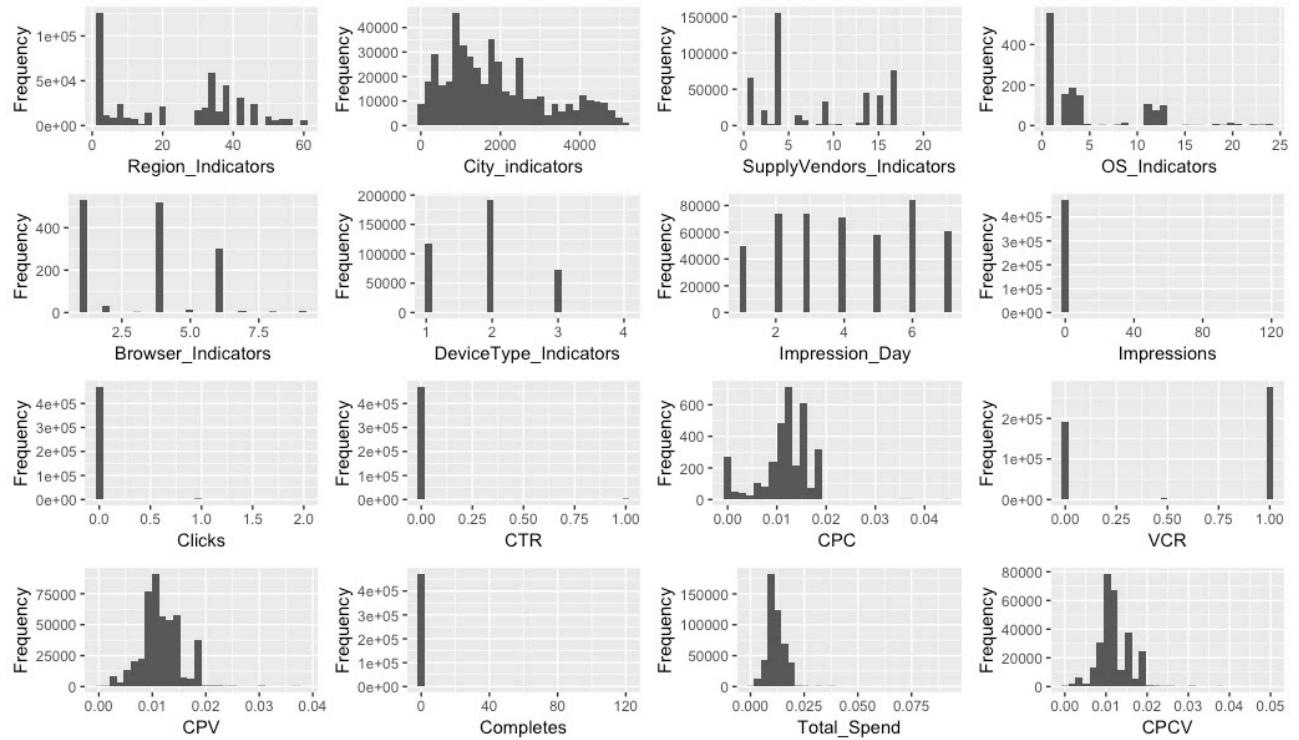 Frequency
1e+05
5e+04
0e+00
0 20 40 60
Region_Indicators
Frequency
40000
30000
20000
10000
0
0 2000 4000
City_indicators
Frequency
150000
100000
50000
0
0 5 10 15 20
SupplyVendors_Indicators
Frequency
400
200
0
0 5 10 15 20 25
OS_Indicators
Frequency
400
200
0
2.5 5.0 7.5
Browser_Indicators
Frequency
200000
150000
100000
50000
0
1 2 3 4
DeviceType_Indicators
Frequency
80000
60000
40000
20000
0
2 4 6
Impression_Day
Frequency
4e+05
3e+05
2e+05
1e+05
0e+00
0 40 80 120
Impressions
Frequency
4e+05
3e+05
2e+05
1e+05
0e+00
0.0 0.5 1.0 1.5 2.0
Clicks
Frequency
4e+05
3e+05
2e+05
1e+05
0e+00
0.00 0.25 0.50 0.75 1.00
CTR
Frequency
600
400
200
0
0.00 0.01 0.02 0.03 0.04
CPC
Frequency
2e+05
1e+05
0e+00
0.00 0.25 0.50 0.75 1.00
VCR
Frequency
75000
50000
25000
0
0.00 0.01 0.02 0.03 0.04
CPV
Frequency
4e+05
3e+05
2e+05
1e+05
0e+00
0 40 80 120
Completes
Frequency
150000
100000
50000
0
0.000 0.025 0.050 0.075
Total_Spend
Frequency
80000
60000
40000
20000
0
0.00 0.01 0.02 0.03 0.04 0.05
CPCV